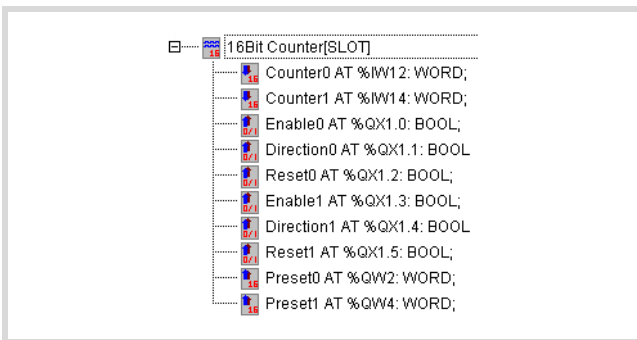 16Bit Counter[SLOT]
Counter0 AT %IW12: WORD;
Counter1 AT %IW14: WORD;
Enable0 AT %QX1.0: BOOL;
Direction0 AT %QX1.1: BOOL
Reset0 AT %QX1.2: BOOL;
Enable1 AT %QX1.3: BOOL;
Direction1 AT %QX1.4: BOOL
Reset1 AT %QX1.5: BOOL;
Preset0 AT %QW2: WORD;
Preset1 AT %QW4: WORD;